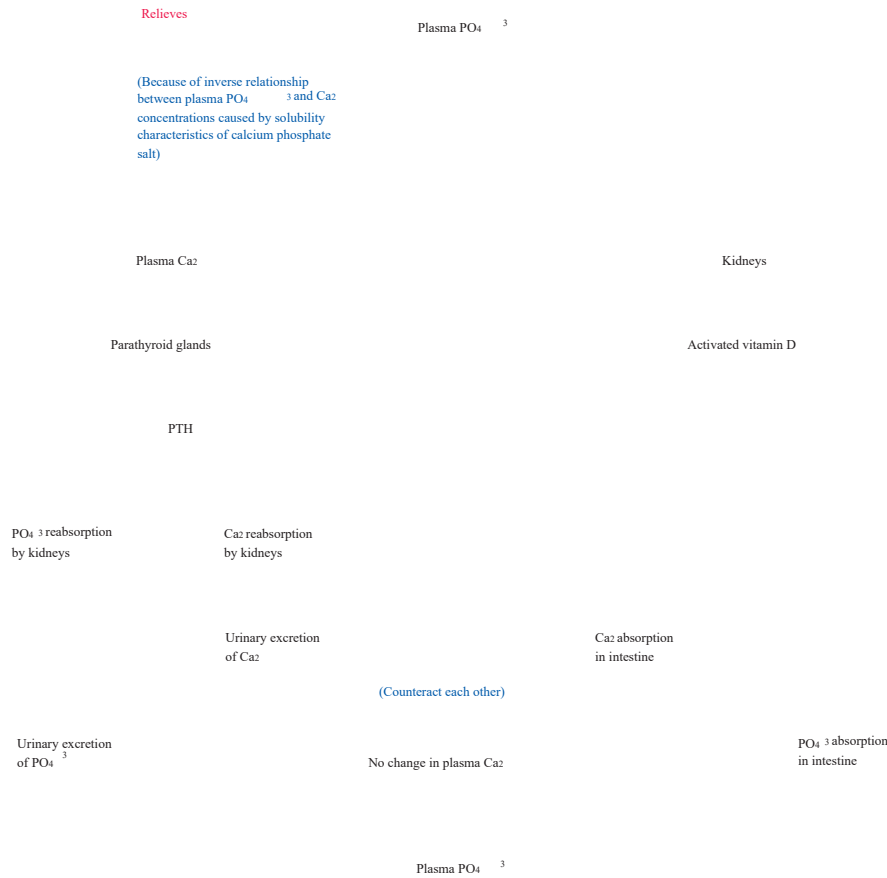 Relieves
Plasma PO4 3
(Because of inverse relationship
between plasma PO4 3 and Ca2
concentrations caused by solubility
characteristics of calcium phosphate
salt)
Plasma Ca2
Kidneys
Parathyroid glands
Activated vitamin D
PTH
PO4 3 reabsorption
by kidneys
Ca2 reabsorption
by kidneys
Urinary excretion
of Ca2
Ca2 absorption
in intestine
(Counteract each other)
Urinary excretion
of PO4 3
No change in plasma Ca2
PO4 3 absorption
in intestine
Plasma PO4 3